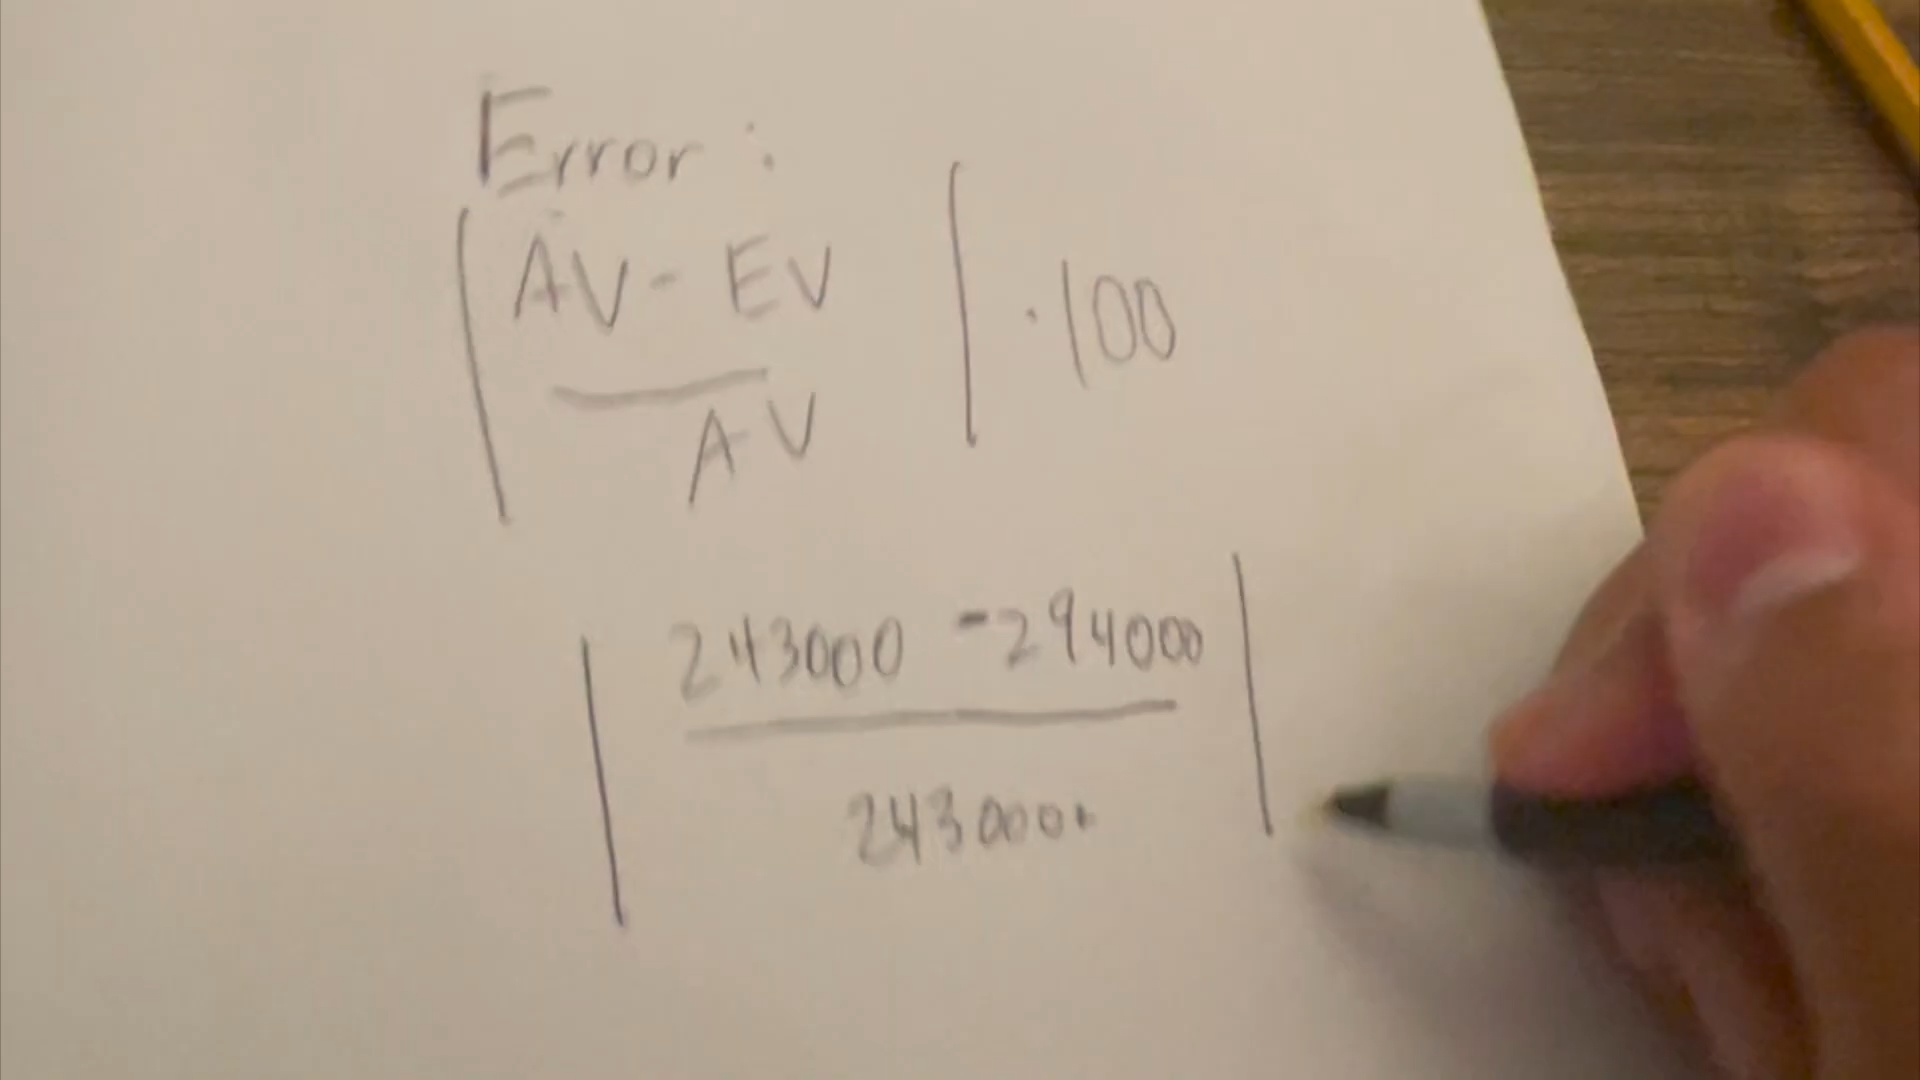 Error:
| AV - EV | · 100
AV
| 243000 - 294000 |
243000